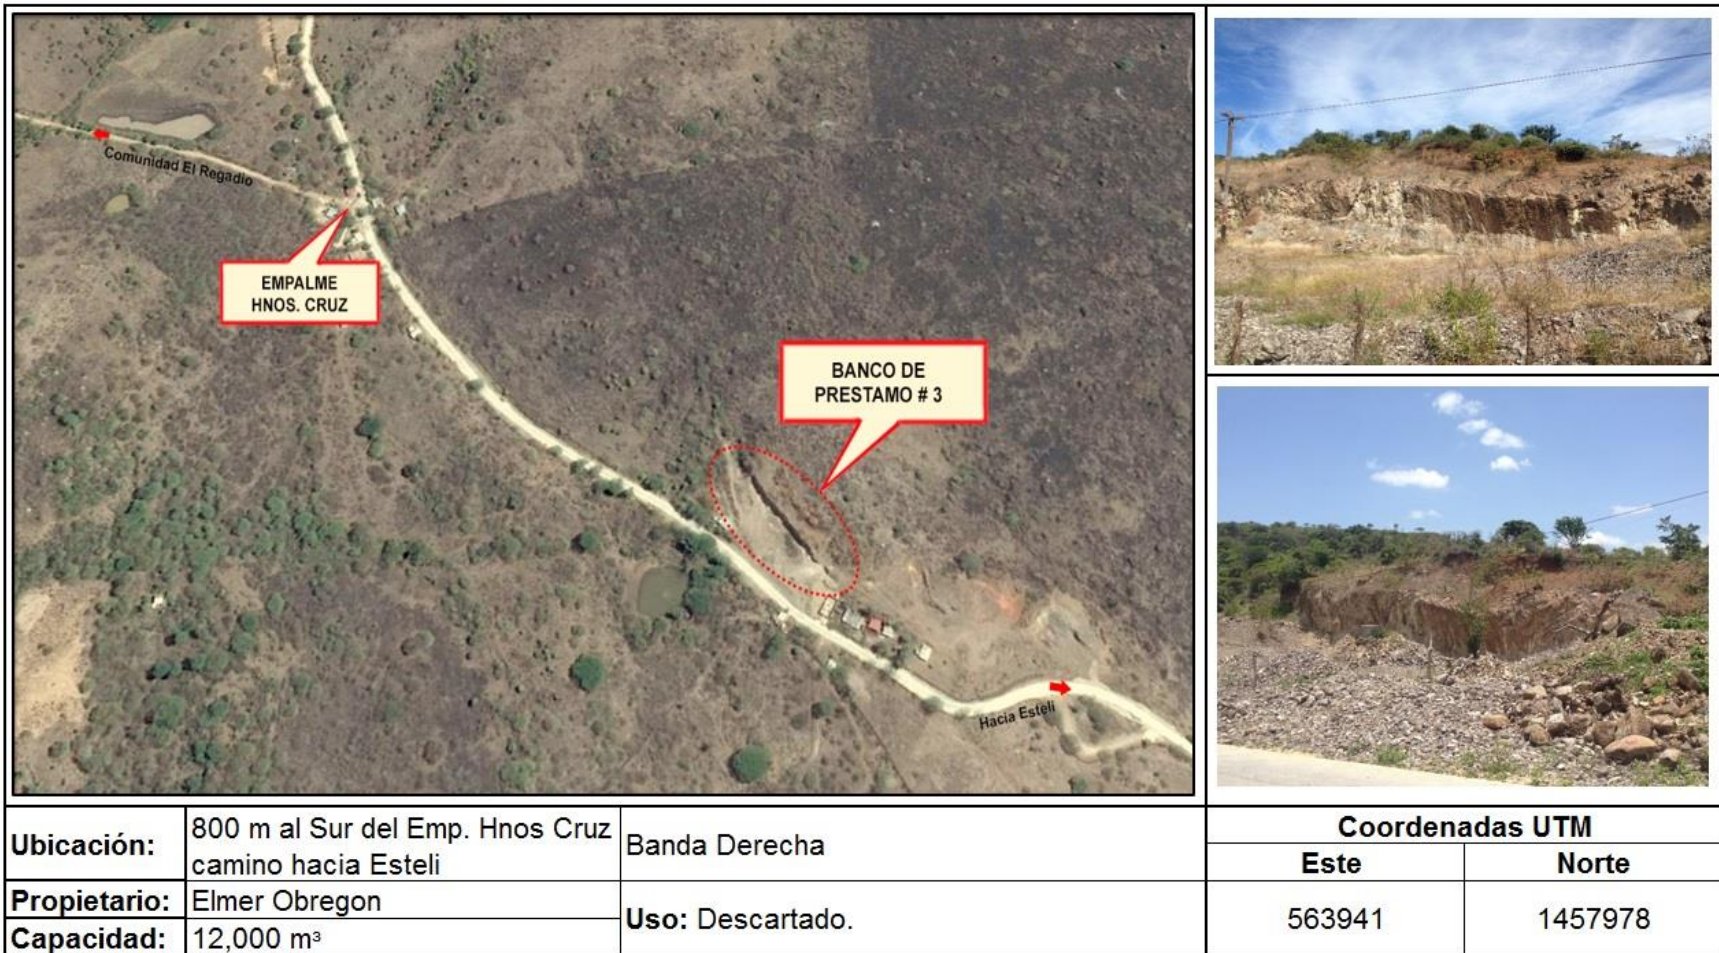 Comunidad El Regadio
EMPALME
HNOS. CRUZ
BANCO DE
PRESTAMO # 3
Hacia Esteli
Ubicación:
800 m al Sur del Emp. Hnos Cruz
camino hacia Esteli
Banda Derecha
Coordenadas UTM
Este
Norte
Propietario:
Elmer Obregon
Uso: Descartado.
563941
1457978
Capacidad:
12,000 m³